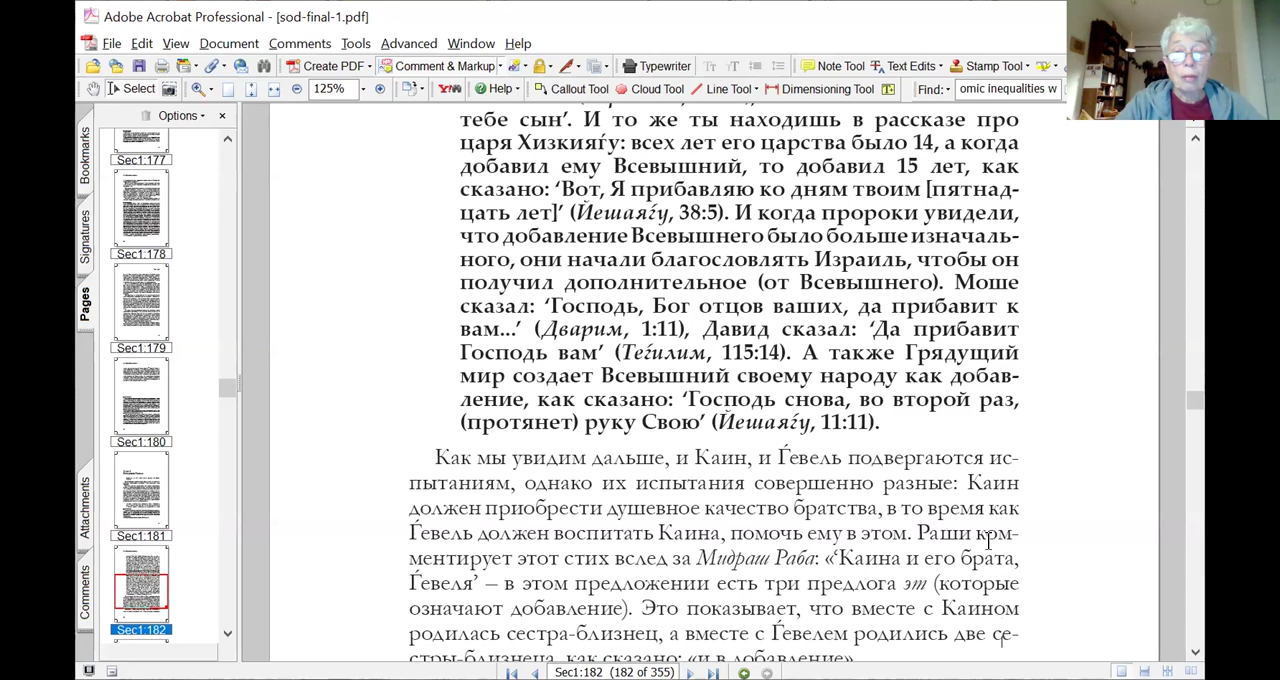 Adobe Acrobat Professional - [sod-final-1.pdf]
File Edit View Document Comments Tools Advanced Window Help
Create PDF Comment & Markup Typewriter Note Tool Text Edits Stamp Tool
Select 125% Help Callout Tool Cloud Tool Line Tool Dimensioning Tool Find: omic inequalities w
Options
Bookmarks
Signatures
Pages
Attachments
Comments
Sec1:177
Sec1:178
Sec1:179
Sec1:180
Sec1:181
Sec1:182
тебе сын’. И то же ты находишь в рассказе про
царя Хизкияѓу: всех лет его царства было 14, а когда
добавил ему Всевышний, то добавил 15 лет, как
сказано: ‘Вот, Я прибавляю ко дням твоим [пятнад-
цать лет]’ (Йешаяѓу, 38:5). И когда пророки увидели,
что добавление Всевышнего было больше изначаль-
ного, они начали благословлять Израиль, чтобы он
получил дополнительное (от Всевышнего). Моше
сказал: ‘Господь, Бог отцов ваших, да прибавит к
вам...’ (Дварим, 1:11), Давид сказал: ‘Да прибавит
Господь вам’ (Теѓилим, 115:14). А также Грядущий
мир создает Всевышний своему народу как добав-
ление, как сказано: ‘Господь снова, во второй раз,
(протянет) руку Свою’ (Йешаяѓу, 11:11).
Как мы увидим дальше, и Каин, и Ѓевель подвергаются ис-
пытаниям, однако их испытания совершенно разные: Каин
должен приобрести душевное качество братства, в то время как
Ѓевель должен воспитать Каина, помочь ему в этом. Раши ком-
ментирует этот стих вслед за Мидраш Раба: «‘Каина и его брата,
Ѓевеля’ – в этом предложении есть три предлога эт (которые
означают добавление). Это показывает, что вместе с Каином
родилась сестра-близнец, а вместе с Ѓевелем родились две се-
стры-близнеца, как сказано: «и в добавление»
Sec1:182 (182 of 355)